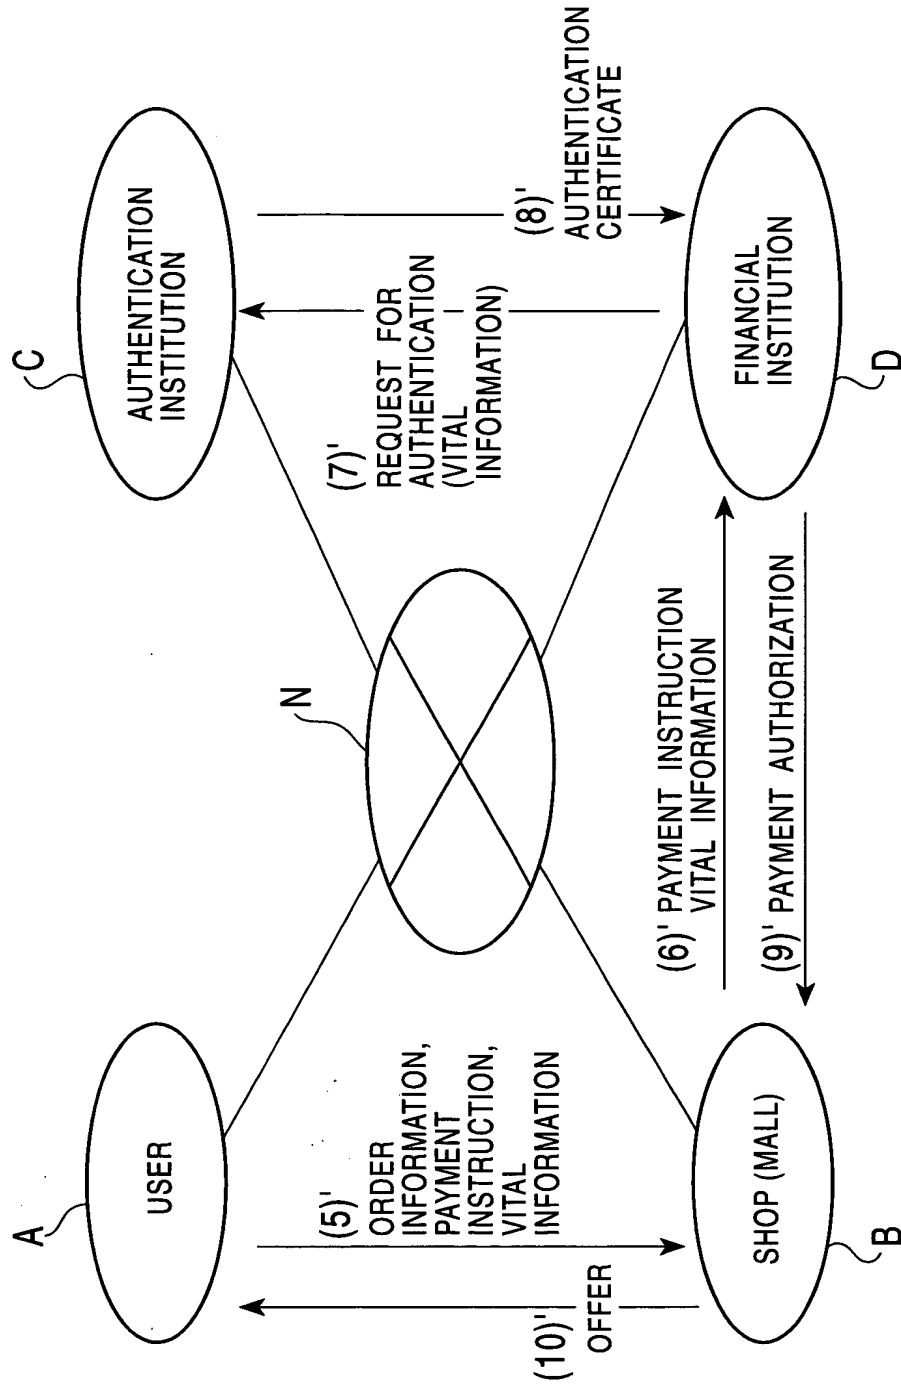 A
USER
C
AUTHENTICATION
INSTITUTION
N
(5)'
ORDER
INFORMATION,
PAYMENT
INSTRUCTION,
VITAL
INFORMATION
(10)'
OFFER
(7)'
REQUEST FOR
AUTHENTICATION
(VITAL
INFORMATION)
(8)'
AUTHENTICATION
CERTIFICATE
(6)' PAYMENT INSTRUCTION
VITAL INFORMATION
(9)' PAYMENT AUTHORIZATION
SHOP (MALL)
B
FINANCIAL
INSTITUTION
D